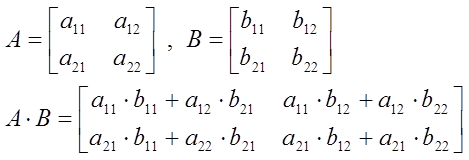 A = [a₁₁ a₁₂; a₂₁ a₂₂] , B = [b₁₁ b₁₂; b₂₁ b₂₂]
A · B = [a₁₁ · b₁₁ + a₁₂ · b₂₁ a₁₁ · b₁₂ + a₁₂ · b₂₂; a₂₁ · b₁₁ + a₂₂ · b₂₁ a₂₁ · b₁₂ + a₂₁ · b₂₂]